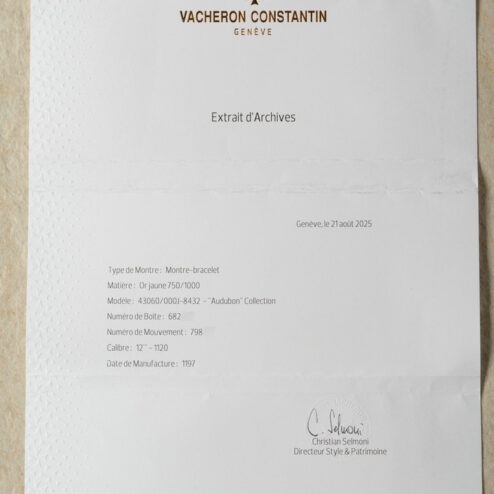 VACHERON CONSTANTIN
GENÈVE
Extrait d'Archives
Genève, le 21 août 2025
Type de Montre : Montre-bracelet
Matière : Or jaune 750/1000
Modèle : 43060/000J-8432 - "Audubon" Collection
Numéro de Boîte : 682
Numéro de Mouvement : 798
Calibre : 12''' - 1120
Date de Manufacture : 1197
C. Selmoni
Christian Selmoni
Directeur Style & Patrimoine